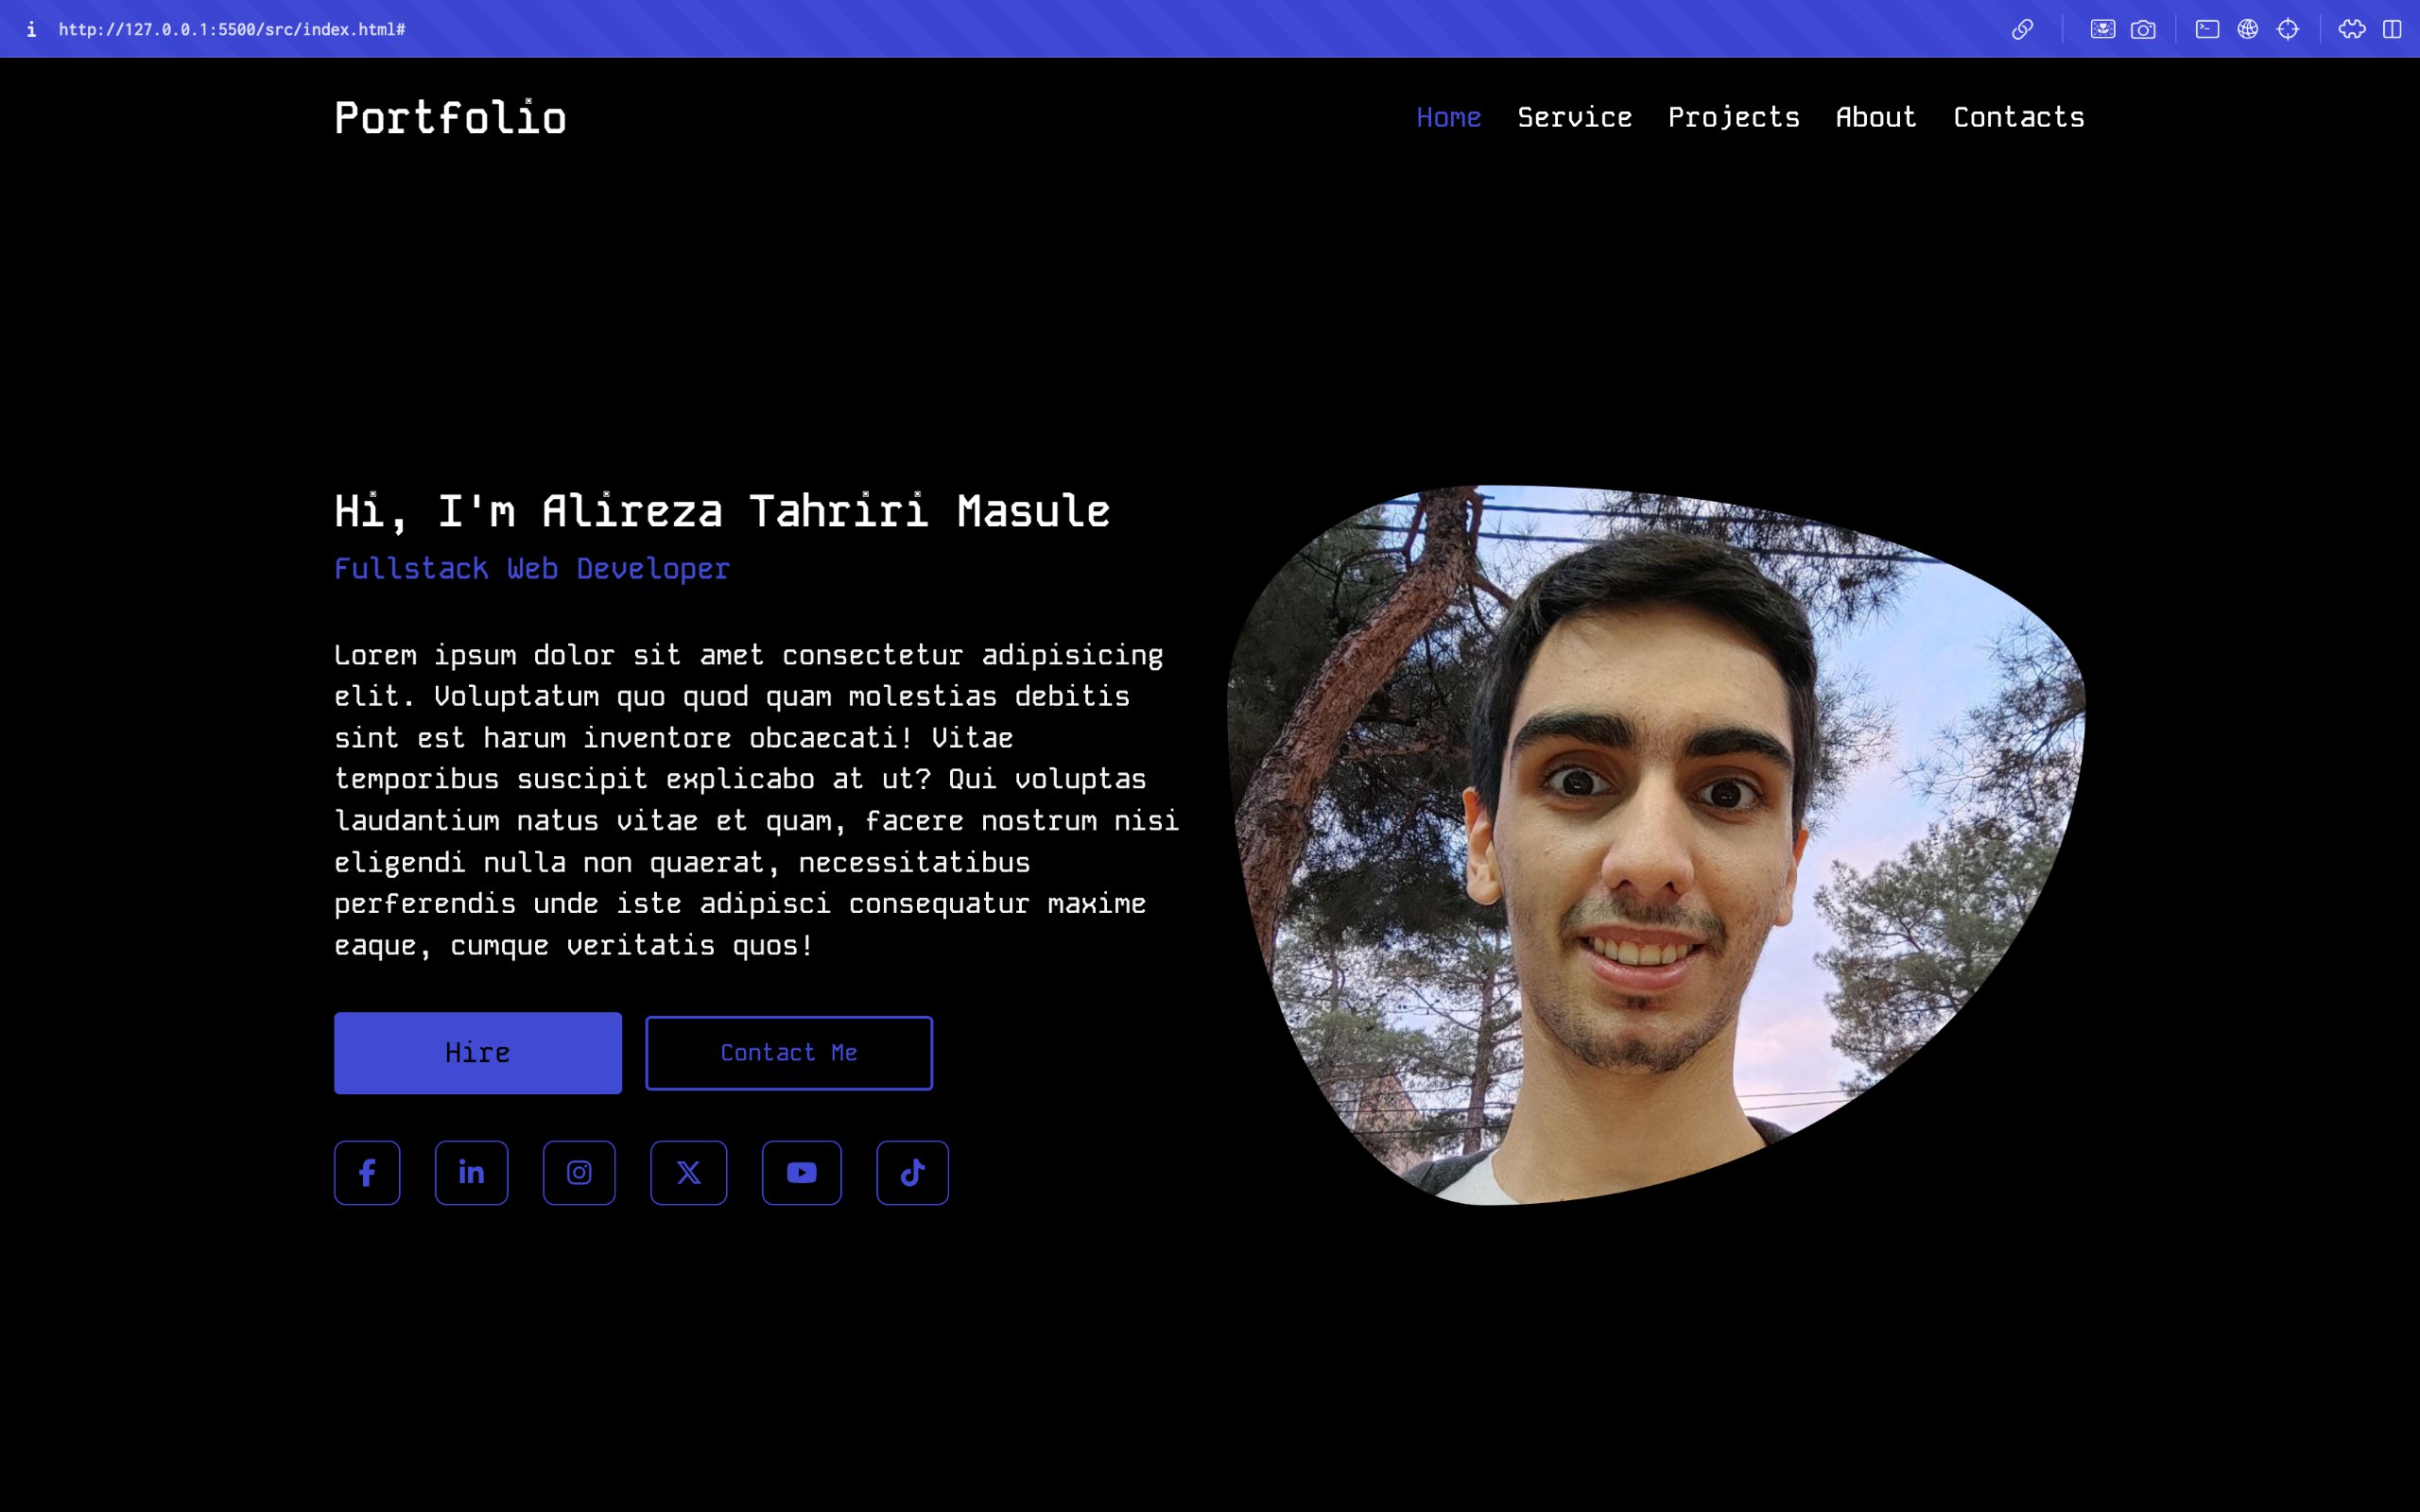 i http://127.0.0.1:5500/src/index.html#
Portfolio
Home Service Projects About Contacts
Hi, I'm Alireza Tahriri Masule
Fullstack Web Developer
Lorem ipsum dolor sit amet consectetur adipisicing
elit. Voluptatum quo quod quam molestias debitis
sint est harum inventore obcaecati! Vitae
temporibus suscipit explicabo at ut? Qui voluptas
laudantium natus vitae et quam, facere nostrum nisi
eligendi nulla non quaerat, necessitatibus
perferendis unde iste adipisci consequatur maxime
eaque, cumque veritatis quos!
Hire
Contact Me